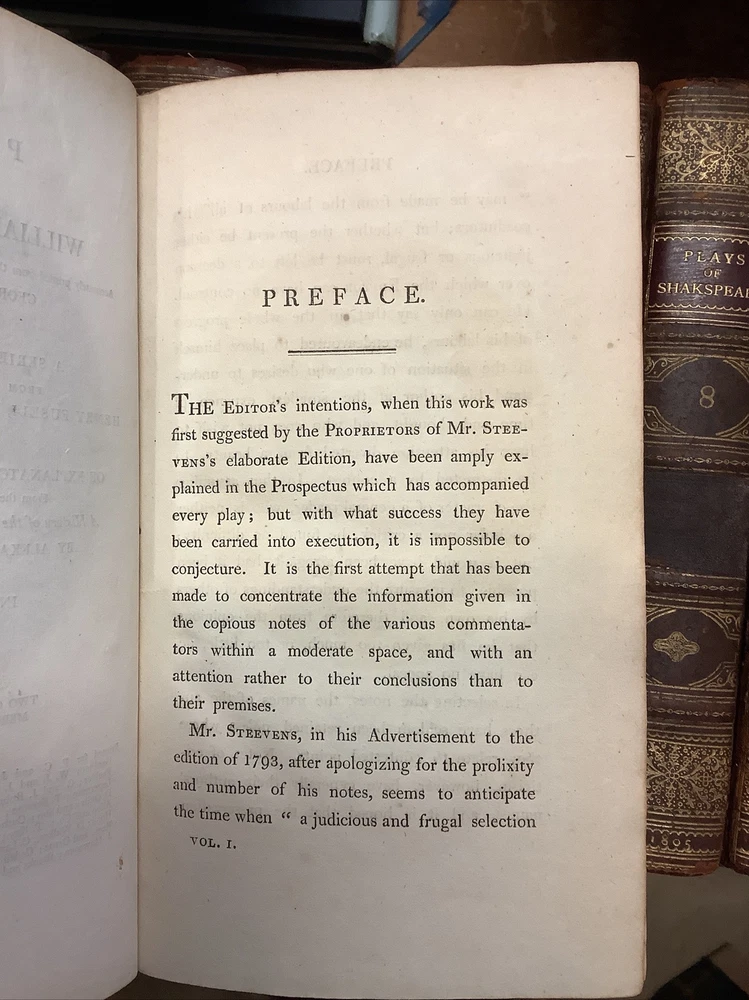 PREFACE.
THE EDITOR's intentions, when this work was
first suggested by the PROPRIETORS of Mr. STEE-
VENS's elaborate Edition, have been amply ex-
plained in the Prospectus which has accompanied
every play; but with what success they have
been carried into execution, it is impossible to
conjecture. It is the first attempt that has been
made to concentrate the information given in
the copious notes of the various commenta-
tors within a moderate space, and with an
attention rather to their conclusions than to
their premises.
Mr. STEEVENS, in his Advertisement to the
edition of 1793, after apologizing for the prolixity
and number of his notes, seems to anticipate
the time when “ a judicious and frugal selection
VOL. I.
PLAYS
OF
SHAKSPEAR
8
1805